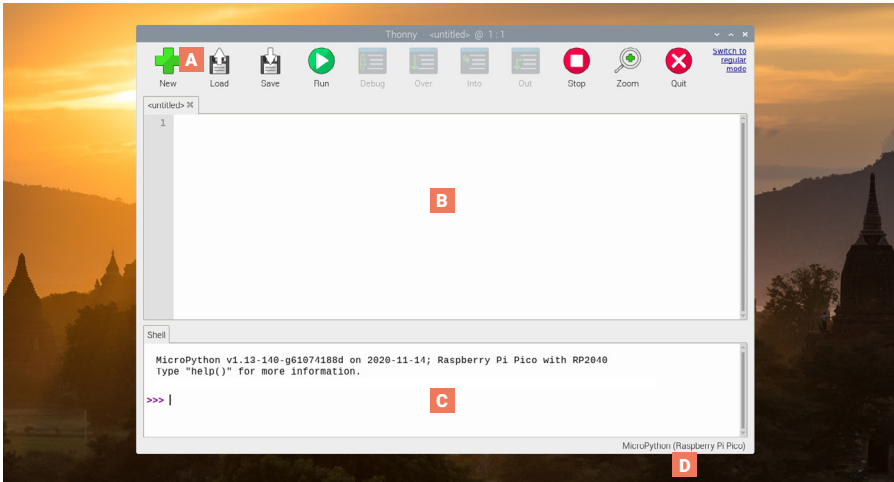 Thonny - <untitled> @ 1 : 1
A
New
Load
Save
Run
Debug
Over
Into
Out
Stop
Zoom
Quit
Switch to
regular
mode
<untitled>
1
B
Shell
MicroPython v1.13-140-g61074188d on 2020-11-14; Raspberry Pi Pico with RP2040
Type "help()" for more information.
>>>
C
MicroPython (Raspberry Pi Pico)
D